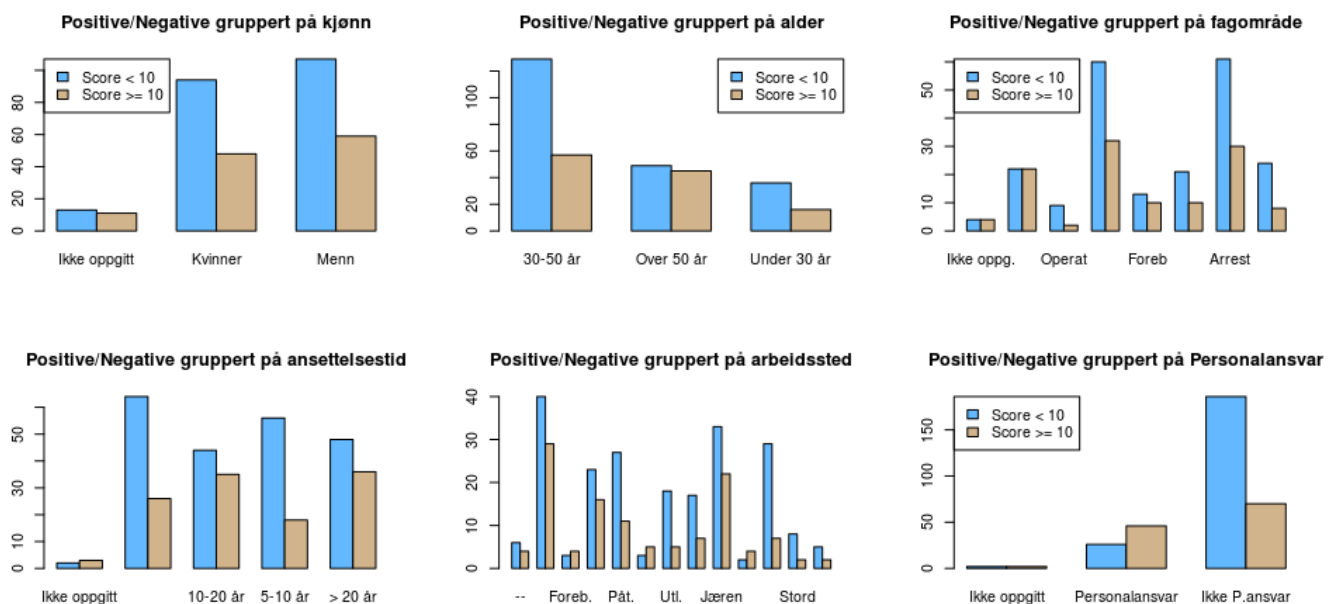 Positive/Negative gruppert på kjønn
Score < 10
Score >= 10
0 20 40 60 80
Ikke oppgitt Kvinner Menn
Positive/Negative gruppert på alder
Score < 10
Score >= 10
0 20 60 100
30-50 år Over 50 år Under 30 år
Positive/Negative gruppert på fagområde
Score < 10
Score >= 10
0 10 30 50
Ikke oppg. Operat Foreb Arrest
Positive/Negative gruppert på ansettelsestid
0 10 30 50
Ikke oppgitt 10-20 år 5-10 år > 20 år
Positive/Negative gruppert på arbeidssted
0 10 20 30 40
-- Foreb. Påt. Utl. Jæren Stord
Positive/Negative gruppert på Personalansvar
Score < 10
Score >= 10
0 50 100 150
Ikke oppgitt Personalansvar Ikke P.ansvar